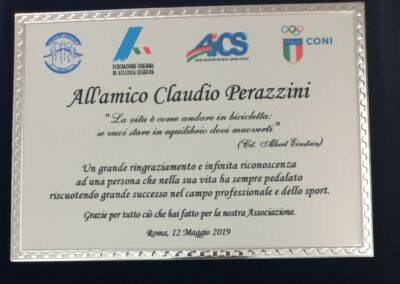 FEDERAZIONE ITALIANA
DI ATLETICA LEGGERA
AiCS
CONI
All'amico Claudio Perazzini
"La vita è come andare in bicicletta:
se vuoi stare in equilibrio devi muoverti"
(Cit. Albert Einstein)
Un grande ringraziamento e infinita riconoscenza
ad una persona che nella sua vita ha sempre pedalato
riscuotendo grande successo nel campo professionale e dello sport.
Grazie per tutto ciò che hai fatto per la nostra Associazione.
Roma, 12 Maggio 2019